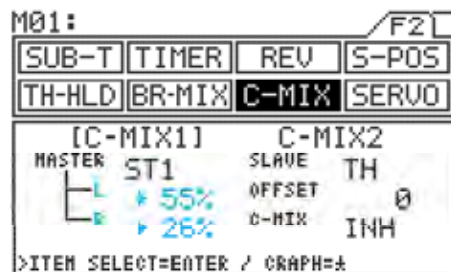 M01: F2
SUB-T TIMER REV S-POS
TH-HLD BR-MIX C-MIX SERVO
[C-MIX1] C-MIX2
MASTER ST1 SLAVE TH
L 55% OFFSET 0
R 26% C-MIX INH
>ITEM SELECT=ENTER / CRAPH=±